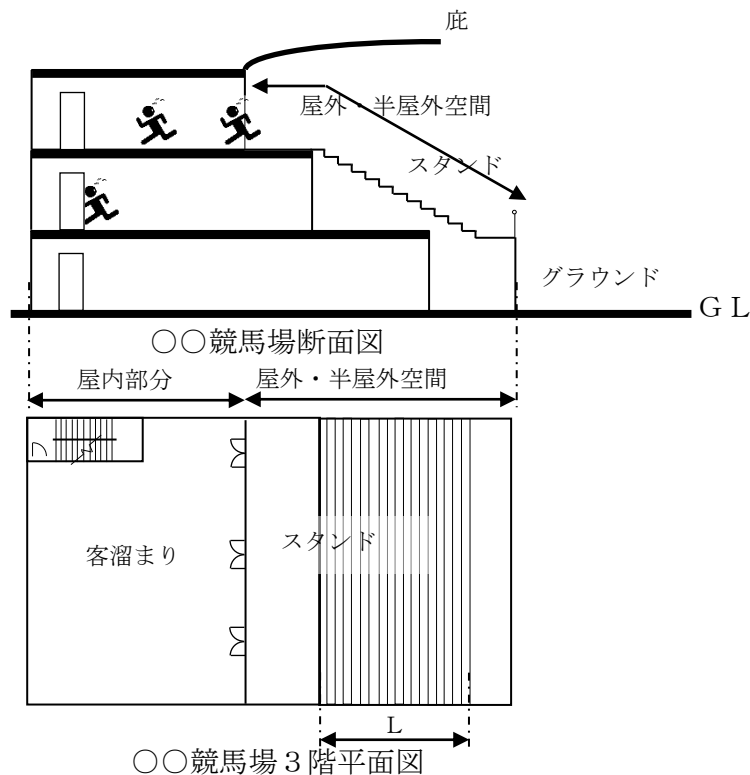 庇
屋外・半屋外空間
スタンド
グラウンド
ＧＬ
○○競馬場断面図
屋内部分
屋外・半屋外空間
客溜まり
スタンド
L
○○競馬場３階平面図